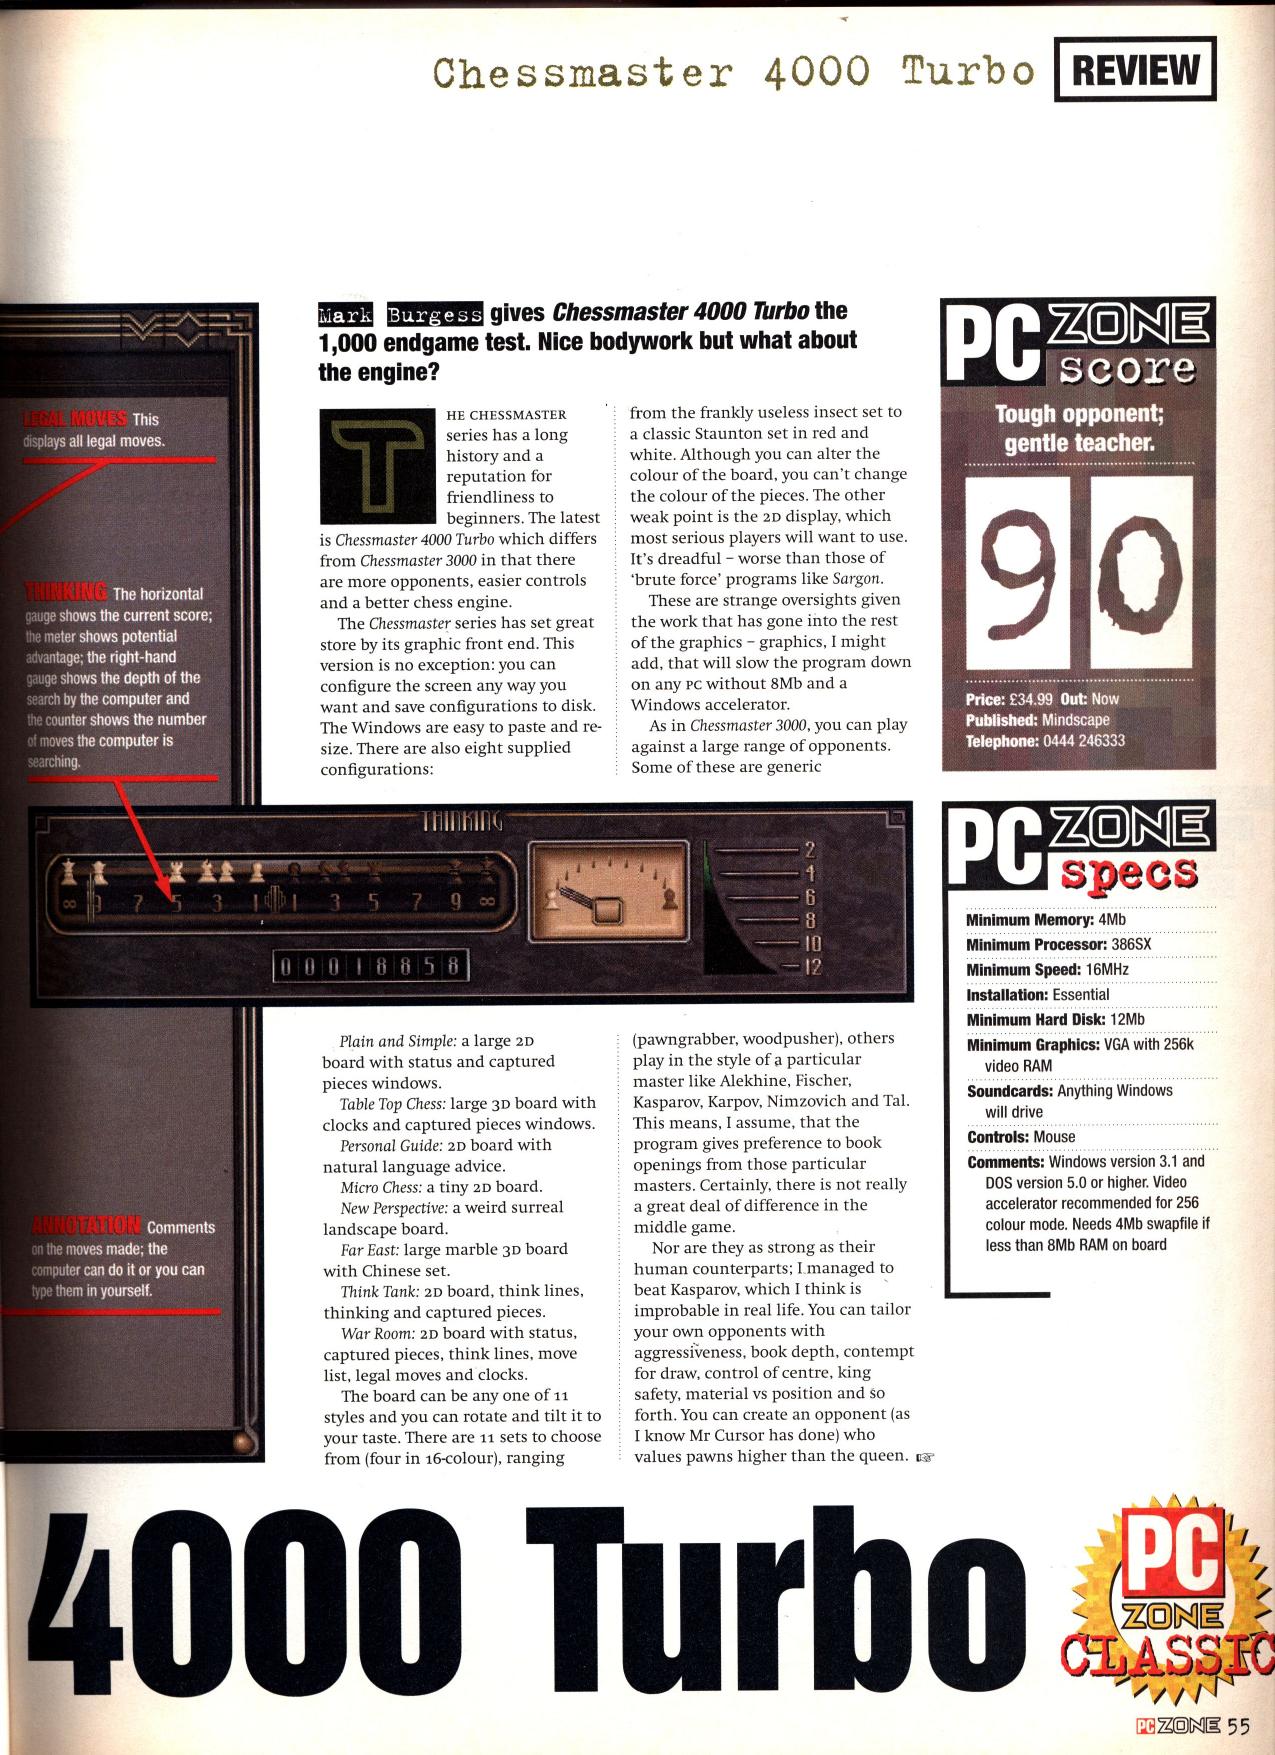 Chessmaster 4000 Turbo REVIEW
LEGAL MOVES This
displays all legal moves.
THINKING The horizontal
gauge shows the current score;
the meter shows potential
advantage; the right-hand
gauge shows the depth of the
search by the computer and
the counter shows the number
of moves the computer is
searching.
Mark Burgess gives Chessmaster 4000 Turbo the
1,000 endgame test. Nice bodywork but what about
the engine?
THE CHESSMASTER
series has a long
history and a
reputation for
friendliness to
beginners. The latest
is Chessmaster 4000 Turbo which differs
from Chessmaster 3000 in that there
are more opponents, easier controls
and a better chess engine.
The Chessmaster series has set great
store by its graphic front end. This
version is no exception: you can
configure the screen any way you
want and save configurations to disk.
The Windows are easy to paste and re-
size. There are also eight supplied
configurations:
from the frankly useless insect set to
a classic Staunton set in red and
white. Although you can alter the
colour of the board, you can't change
the colour of the pieces. The other
weak point is the 2D display, which
most serious players will want to use.
It's dreadful – worse than those of
'brute force' programs like Sargon.
These are strange oversights given
the work that has gone into the rest
of the graphics – graphics, I might
add, that will slow the program down
on any PC without 8Mb and a
Windows accelerator.
As in Chessmaster 3000, you can play
against a large range of opponents.
Some of these are generic
PC ZONE
score
Tough opponent;
gentle teacher.
90
Price: £34.99 Out: Now
Published: Mindscape
Telephone: 0444 246333
THINKING
∞ 9 7 5 3 1 1 3 5 7 9 ∞
00018858
2
4
6
8
10
12
PC ZONE
specs
Minimum Memory: 4Mb
Minimum Processor: 386SX
Minimum Speed: 16MHz
Installation: Essential
Minimum Hard Disk: 12Mb
Minimum Graphics: VGA with 256k
video RAM
Soundcards: Anything Windows
will drive
Controls: Mouse
Comments: Windows version 3.1 and
DOS version 5.0 or higher. Video
accelerator recommended for 256
colour mode. Needs 4Mb swapfile if
less than 8Mb RAM on board
ANNOTATION Comments
on the moves made; the
computer can do it or you can
type them in yourself.
Plain and Simple: a large 2D
board with status and captured
pieces windows.
Table Top Chess: large 3D board with
clocks and captured pieces windows.
Personal Guide: 2D board with
natural language advice.
Micro Chess: a tiny 2D board.
New Perspective: a weird surreal
landscape board.
Far East: large marble 3D board
with Chinese set.
Think Tank: 2D board, think lines,
thinking and captured pieces.
War Room: 2D board with status,
captured pieces, think lines, move
list, legal moves and clocks.
The board can be any one of 11
styles and you can rotate and tilt it to
your taste. There are 11 sets to choose
from (four in 16-colour), ranging
(pawngrabber, woodpusher), others
play in the style of a particular
master like Alekhine, Fischer,
Kasparov, Karpov, Nimzovich and Tal.
This means, I assume, that the
program gives preference to book
openings from those particular
masters. Certainly, there is not really
a great deal of difference in the
middle game.
Nor are they as strong as their
human counterparts; I managed to
beat Kasparov, which I think is
improbable in real life. You can tailor
your own opponents with
aggressiveness, book depth, contempt
for draw, control of centre, king
safety, material vs position and so
forth. You can create an opponent (as
I know Mr Cursor has done) who
values pawns higher than the queen.
4000 Turbo
PC
ZONE
CLASSIC
PC ZONE 55